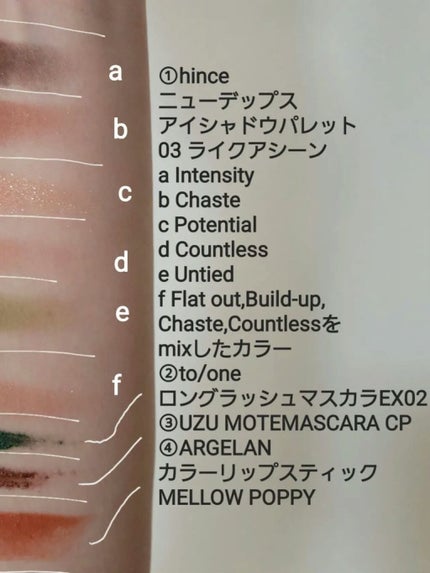 a
b
c
d
e
f
①hince
ニューデップス
アイシャドウパレット
03 ライクアシーン
a Intensity
b Chaste
c Potential
d Countless
e Untied
f Flat out,Build-up,
Chaste,Countlessを
mixしたカラー
②to/one
ロングラッシュマスカラEX02
③UZU MOTEMASCARA CP
④ARGELAN
カラーリップスティック
MELLOW POPPY